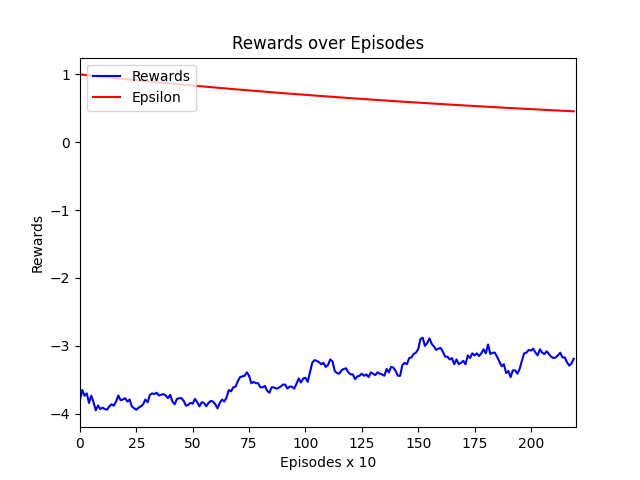 Rewards over Episodes
Rewards
Epsilon
1
0
−1
−2
−3
−4
Rewards
0 25 50 75 100 125 150 175 200
Episodes x 10